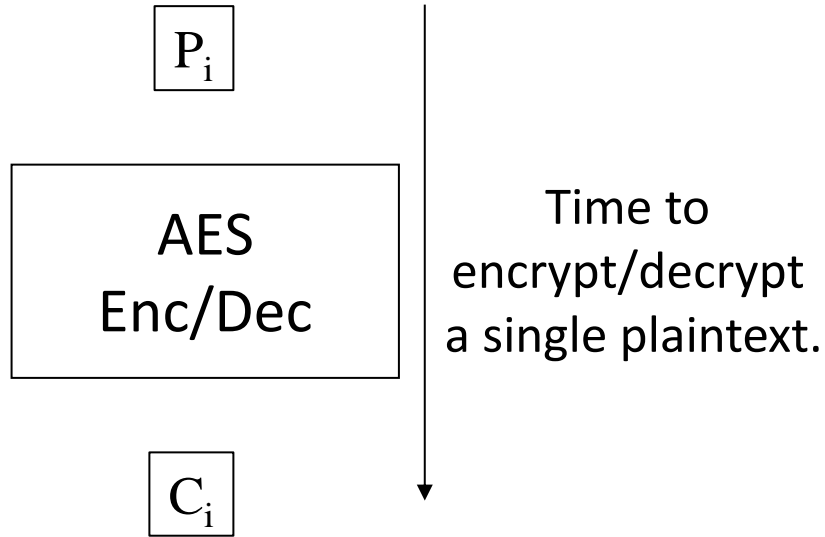 P_i
AES
Enc/Dec
Time to
encrypt/decrypt
a single plaintext.
C_i